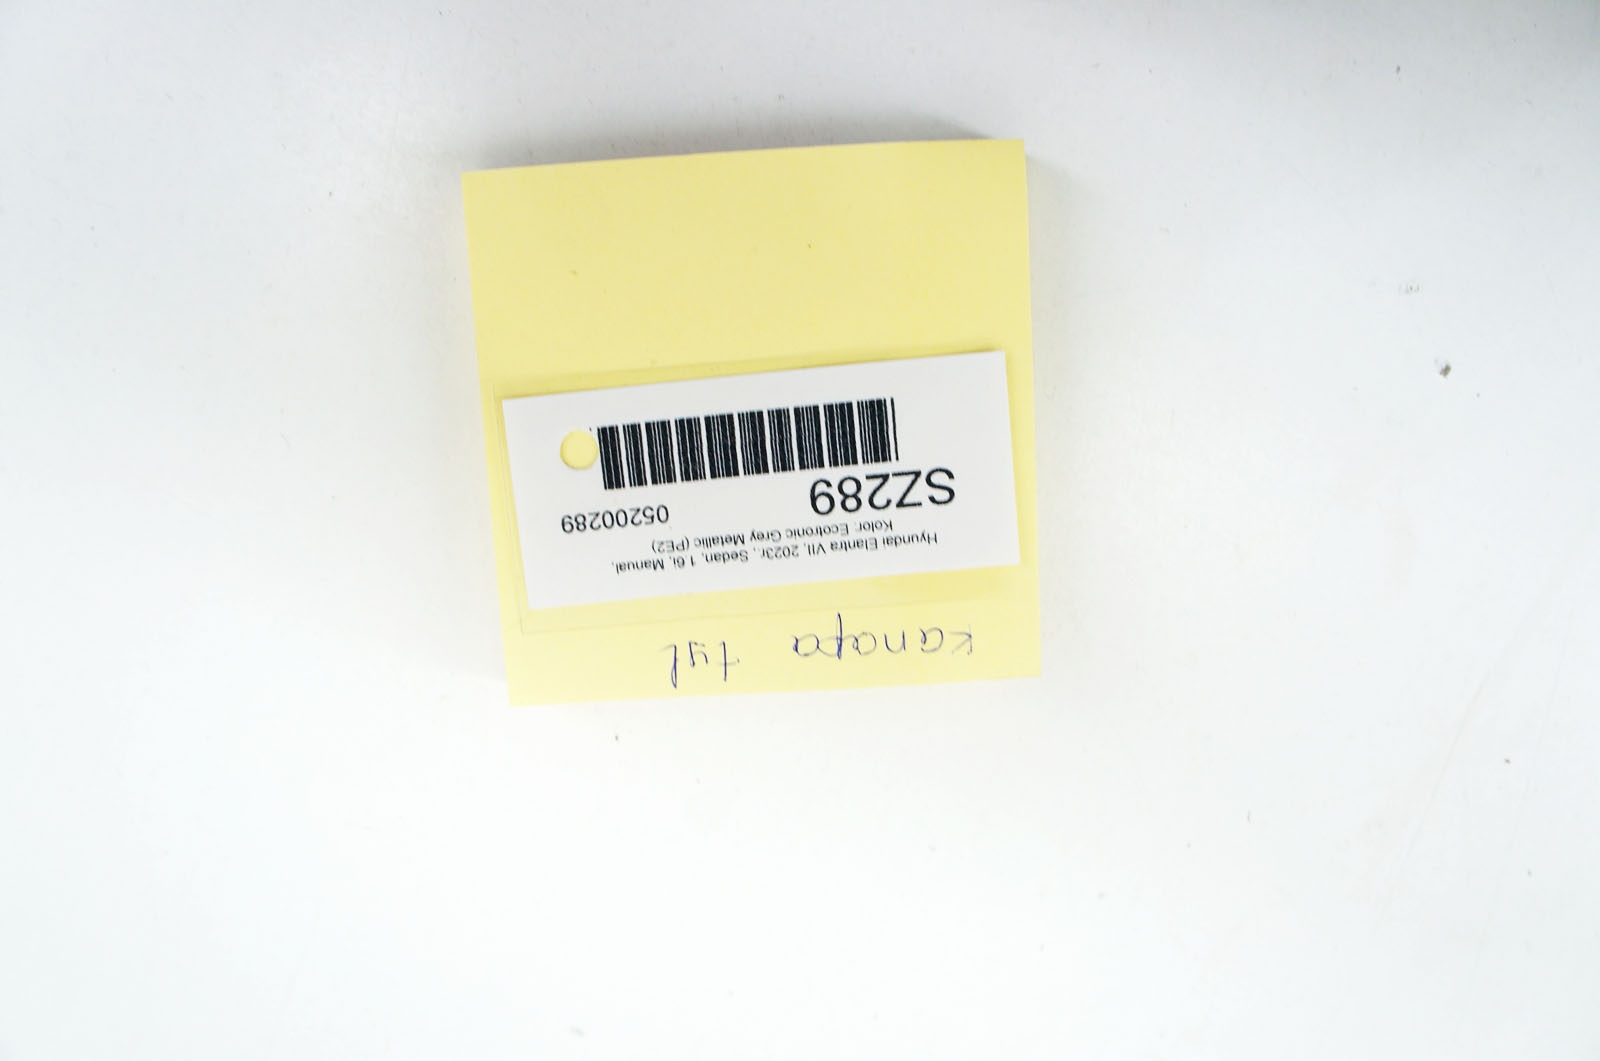 kanapa tył
Hyundai Elantra VII, 2023r., Sedan, 1.6i, Manual,
Kolor: Ecotronic Grey Metallic (PE2)
SZ289 05200289